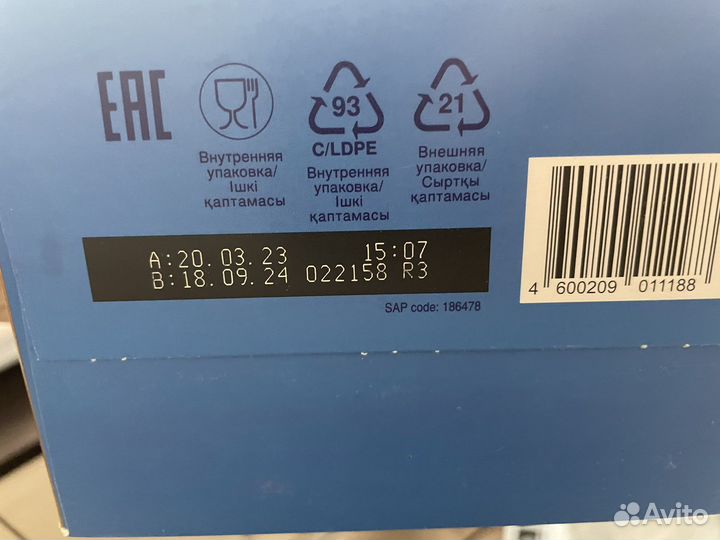 EAC
93
C/LDPE
21
Внутренняя
упаковка/
Ішкі
қаптамасы
Внутренняя
упаковка/
Ішкі
қаптамасы
Внешняя
упаковка/
Сыртқы
қаптамасы
A:20.03.23 15:07
B:18.09.24 022158 R3
SAP code: 186478
4 600209 011188
Avito